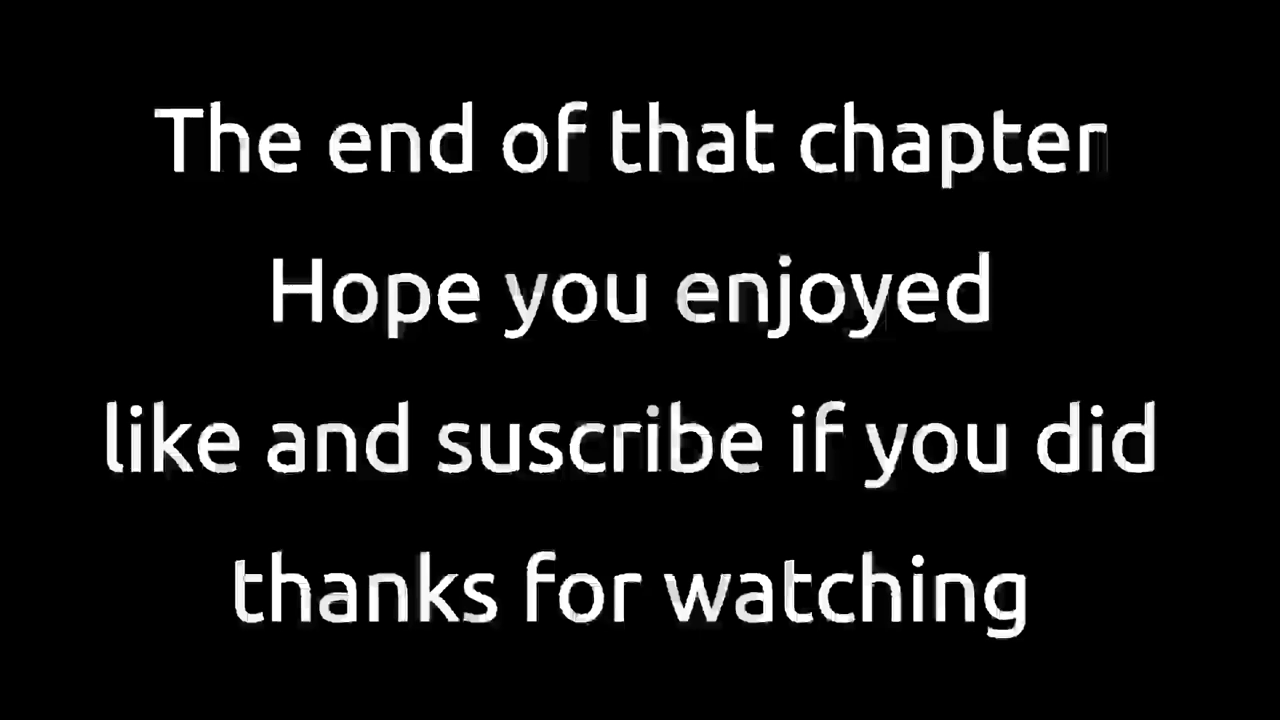 The end of that chapter
Hope you enjoyed
like and suscribe if you did
thanks for watching